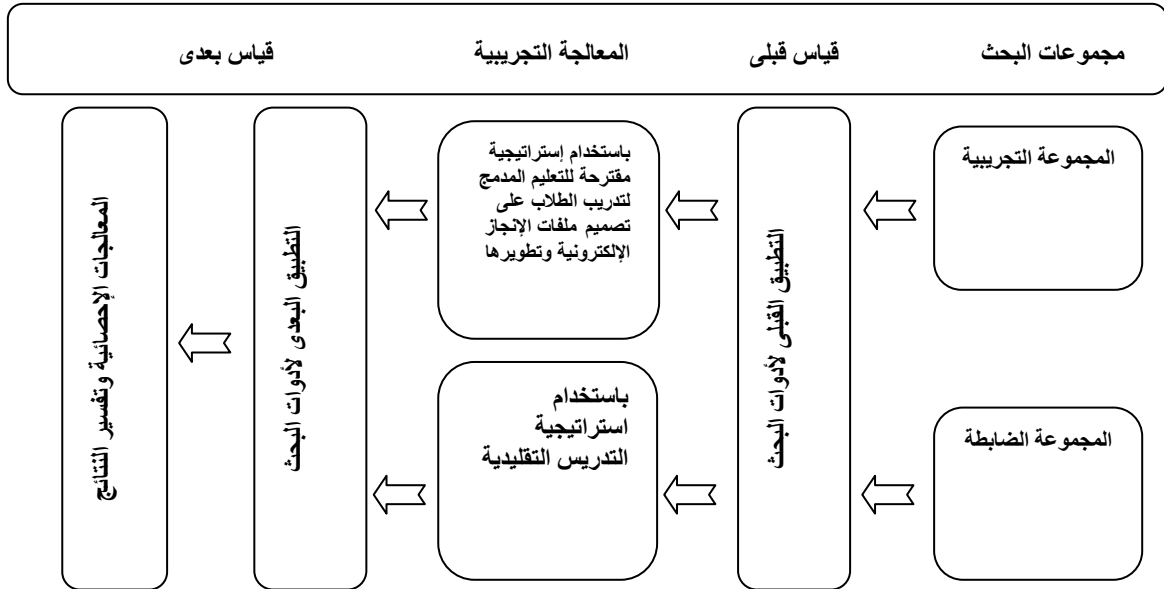 مجموعات البحث
قياس قبلى
المعالجة التجريبية
قياس بعدى
المجموعة التجريبية
المجموعة الضابطة
التطبيق القبلى لأدوات البحث
باستخدام إستراتيجية
مقترحة للتعليم المدمج
لتدريب الطلاب على
تصميم ملفات الإنجاز
الإلكترونية وتطويرها
باستخدام
استراتيجية
التدريس التقليدية
التطبيق البعدى لأدوات البحث
المعالجات الإحصائية وتفسير النتائج